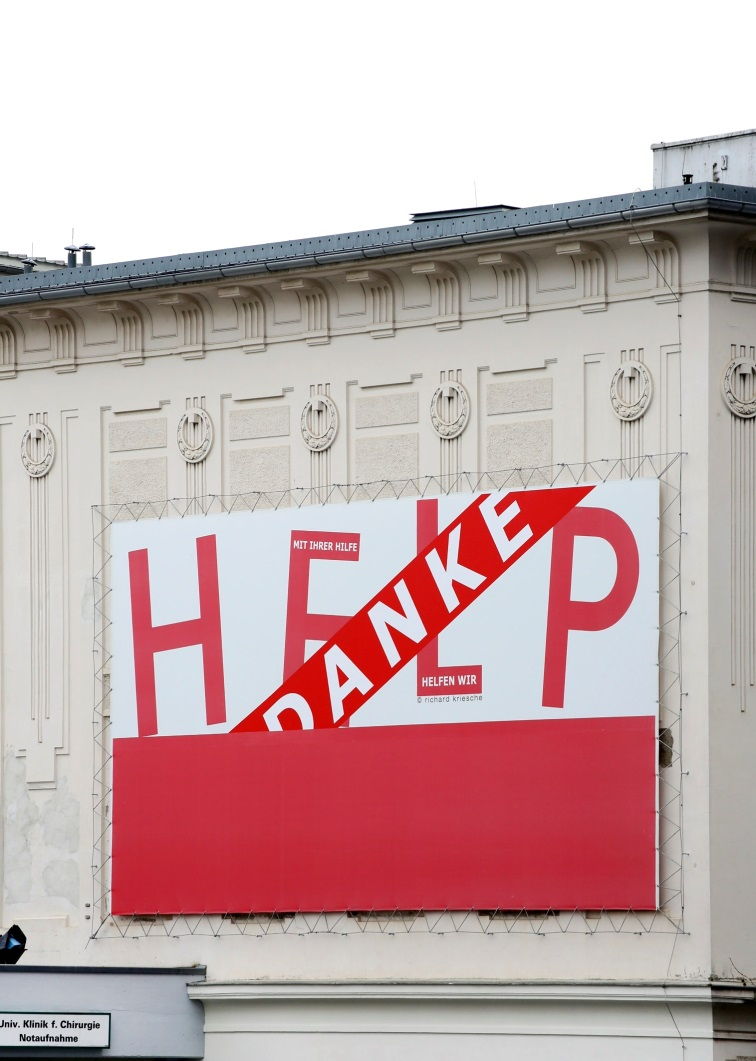 HELP
MIT IHRER HILFE
DANKE
HELFEN WIR
© richard kriesche
Univ. Klinik f. Chirurgie
Notaufnahme